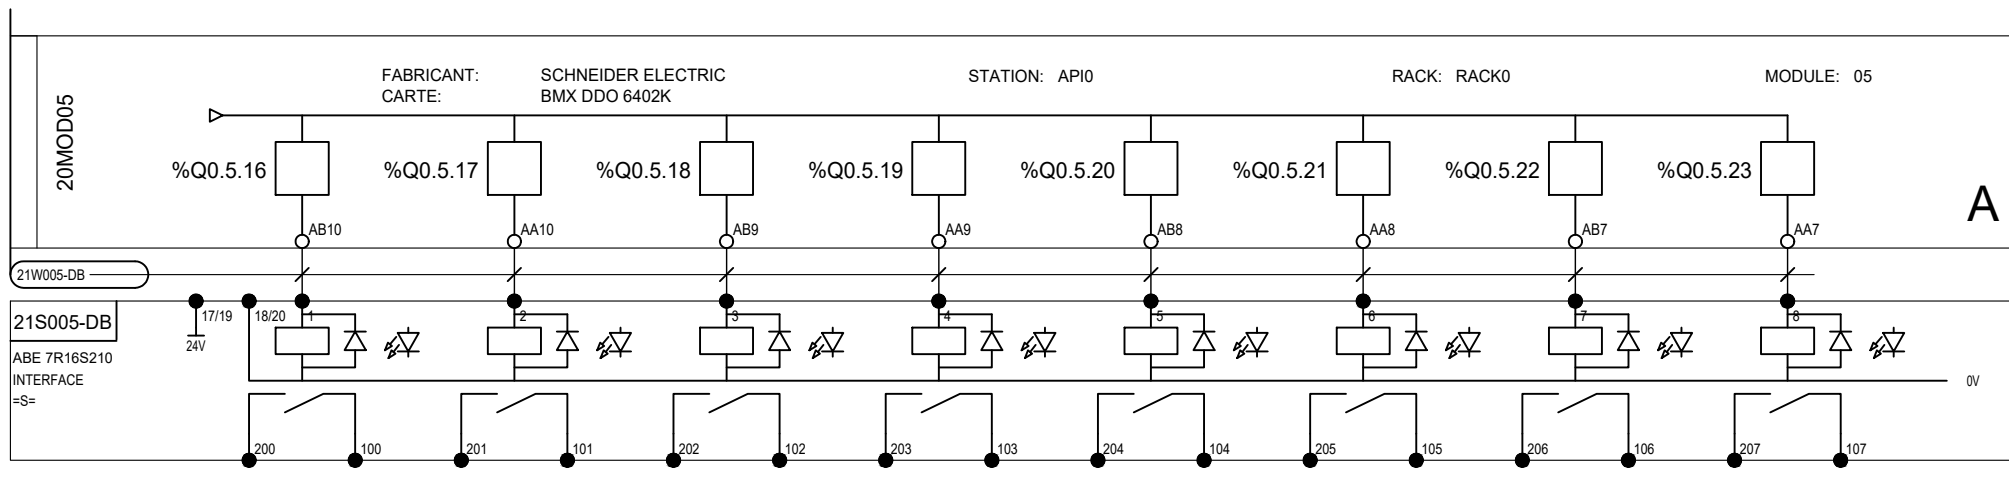 FABRICANT: SCHNEIDER ELECTRIC STATION: API0 RACK: RACK0 MODULE: 05
CARTE: BMX DDO 6402K
20MOD05
%Q0.5.16 %Q0.5.17 %Q0.5.18 %Q0.5.19 %Q0.5.20 %Q0.5.21 %Q0.5.22 %Q0.5.23
A
AB10 AA10 AB9 AA9 AB8 AA8 AB7 AA7
21W005-DB
21S005-DB 17/19 18/20 1 2 3 4 5 6 7 8
24V
ABE 7R16S210
INTERFACE
=S=
0V
200 100 201 101 202 102 203 103 204 104 205 105 206 106 207 107